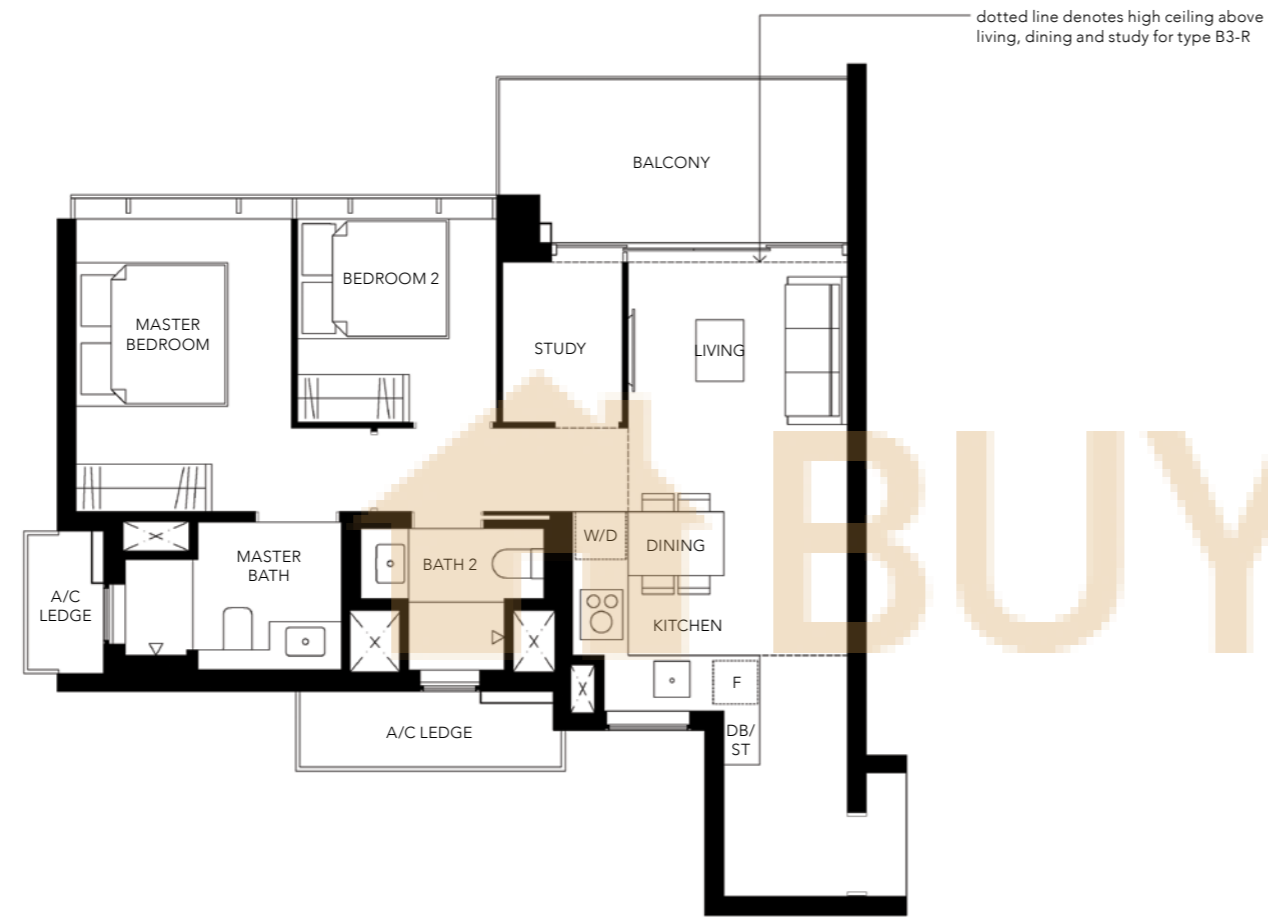 dotted line denotes high ceiling above
living, dining and study for type B3-R
BALCONY
BEDROOM 2
MASTER
BEDROOM
STUDY
LIVING
W/D
DINING
MASTER
BATH
BATH 2
A/C
LEDGE
KITCHEN
F
DB/
ST
A/C LEDGE
BUY